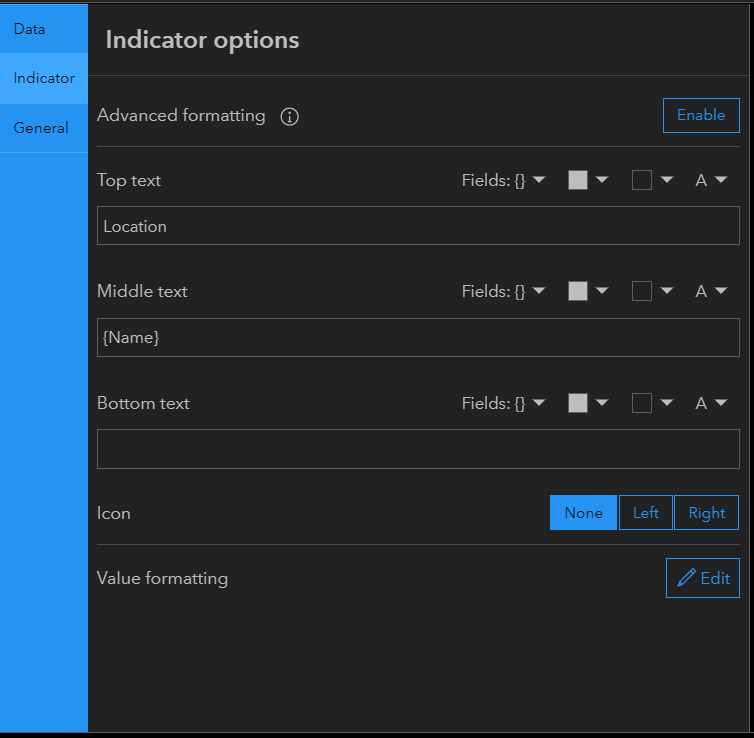 Data
Indicator
General
Indicator options
Advanced formatting
Enable
Top text Fields: {} A
Location
Middle text Fields: {} A
{Name}
Bottom text Fields: {} A
Icon None Left Right
Value formatting Edit